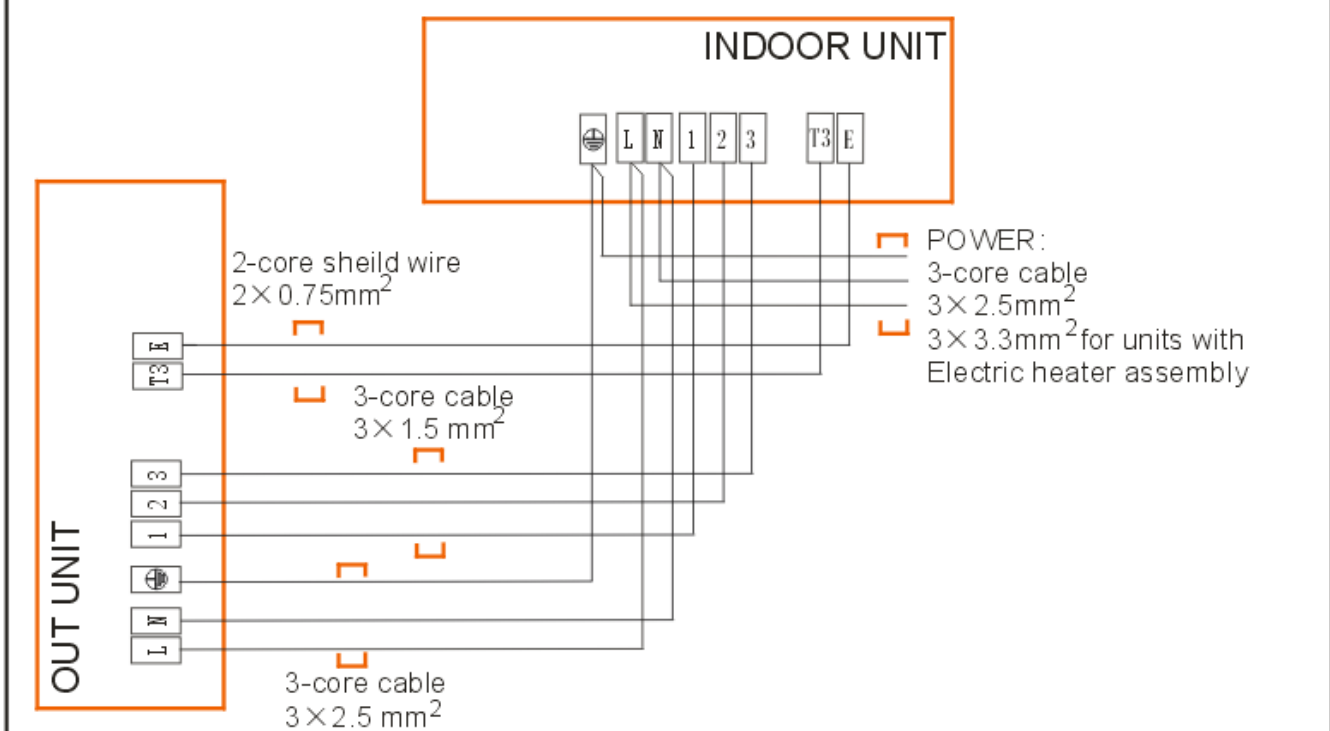 INDOOR UNIT
L N 1 2 3 T3 E
2-core sheild wire
2×0.75mm²
POWER:
3-core cable
3×2.5mm²
3×3.3mm² for units with
Electric heater assembly
E
T3
3-core cable
3×1.5 mm²
3
2
1
N
L
OUT UNIT
3-core cable
3×2.5 mm²